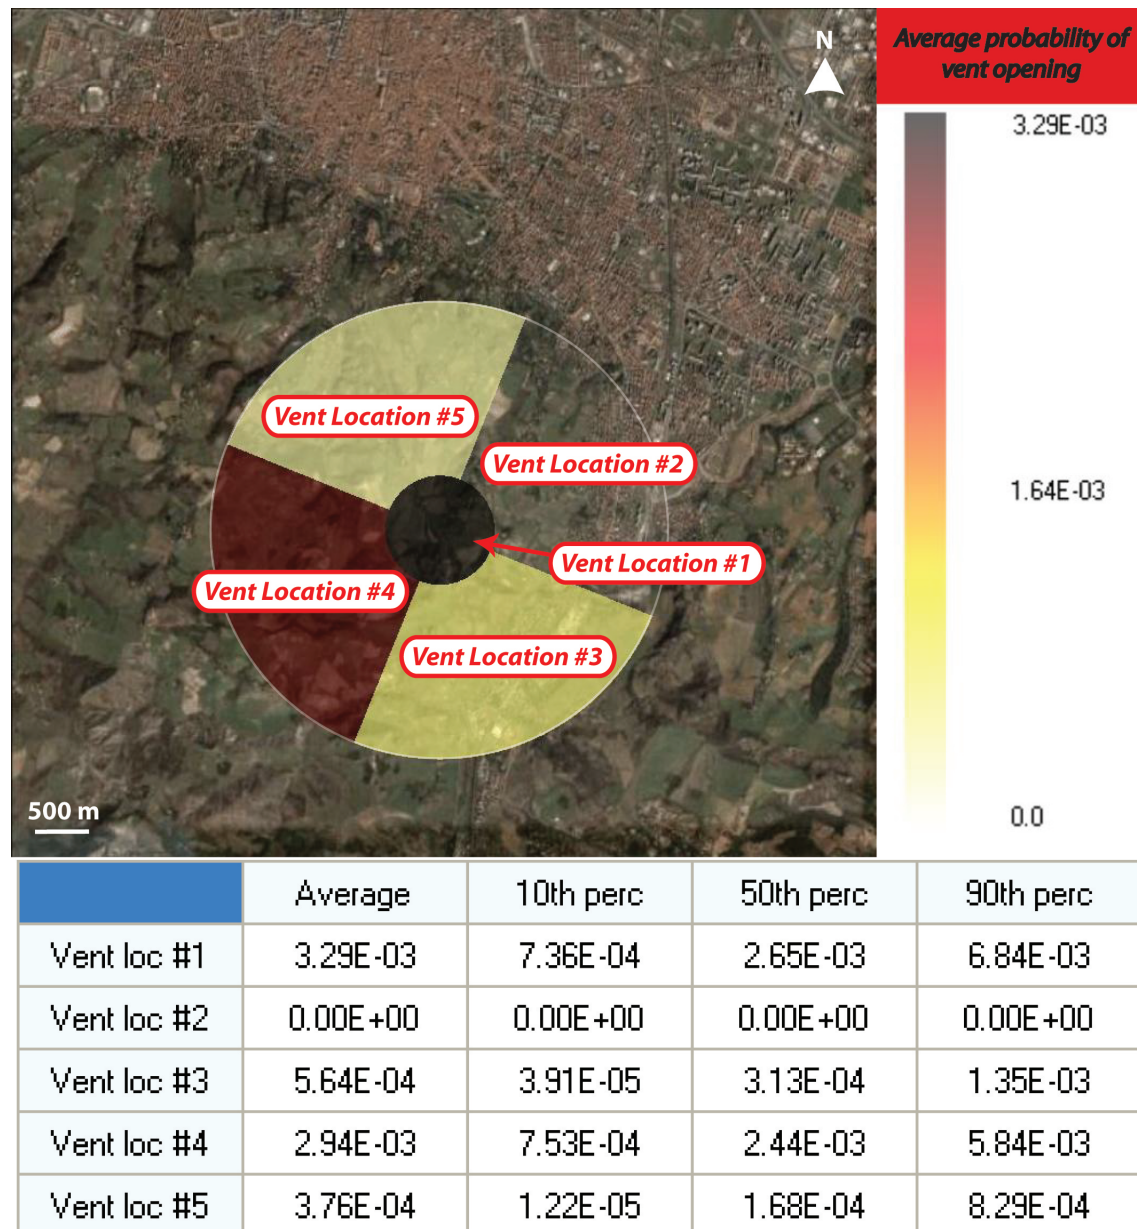 N
Average probability of
vent opening
3.29E-03
1.64E-03
0.0
Vent Location #5
Vent Location #2
Vent Location #1
Vent Location #4
Vent Location #3
500 m
Average 10th perc 50th perc 90th perc
Vent loc #1 3.29E-03 7.36E-04 2.65E-03 6.84E-03
Vent loc #2 0.00E+00 0.00E+00 0.00E+00 0.00E+00
Vent loc #3 5.64E-04 3.91E-05 3.13E-04 1.35E-03
Vent loc #4 2.94E-03 7.53E-04 2.44E-03 5.84E-03
Vent loc #5 3.76E-04 1.22E-05 1.68E-04 8.29E-04